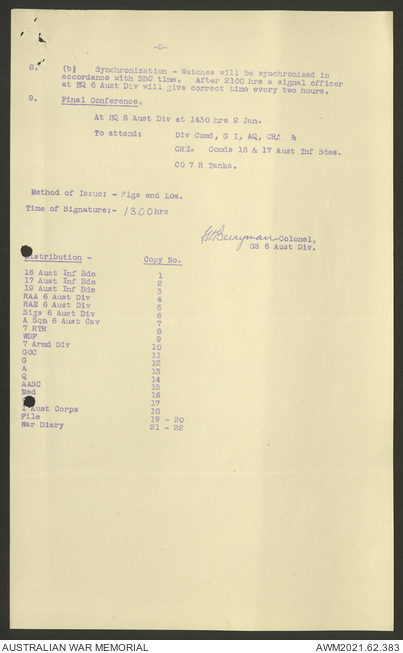 -2-
8. (b) Synchronization - Watches will be synchronized in
accordance with BBC time. After 2100 hrs a signal officer
at HQ 6 Aust Div will give correct time every two hours.
9. Final Conference.
At HQ 6 Aust Div at 1430 hrs 2 Jan.
To attend: Div Comd, G I, AQ, CRA &
CRE. Comds 16 & 17 Aust Inf Bdes.
CO 7 R Tanks.
Method of Issue: - Sigs and LOs.
Time of Signature:- 1300 hrs
Berryman Colonel,
GS 6 Aust Div.
Distribution - Copy No.
16 Aust Inf Bde 1
17 Aust Inf Bde 2
19 Aust Inf Bde 3
RAA 6 Aust Div 4
RAE 6 Aust Div 5
Sigs 6 Aust Div 6
A Sqn 6 Aust Cav 7
7 RTR 8
WDF 9
7 Armd Div 10
GOC 11
G 12
A 13
Q 14
AASC 15
Med 16
17
1 Aust Corps 18
File 19 - 20
War Diary 21 - 22
AUSTRALIAN WAR MEMORIAL AWM2021.62.383